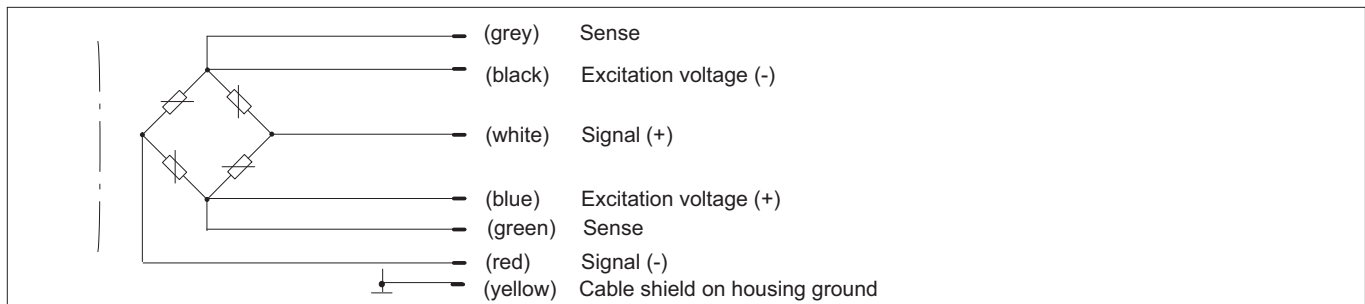 (grey) Sense
(black) Excitation voltage (-)
(white) Signal (+)
(blue) Excitation voltage (+)
(green) Sense
(red) Signal (-)
(yellow) Cable shield on housing ground